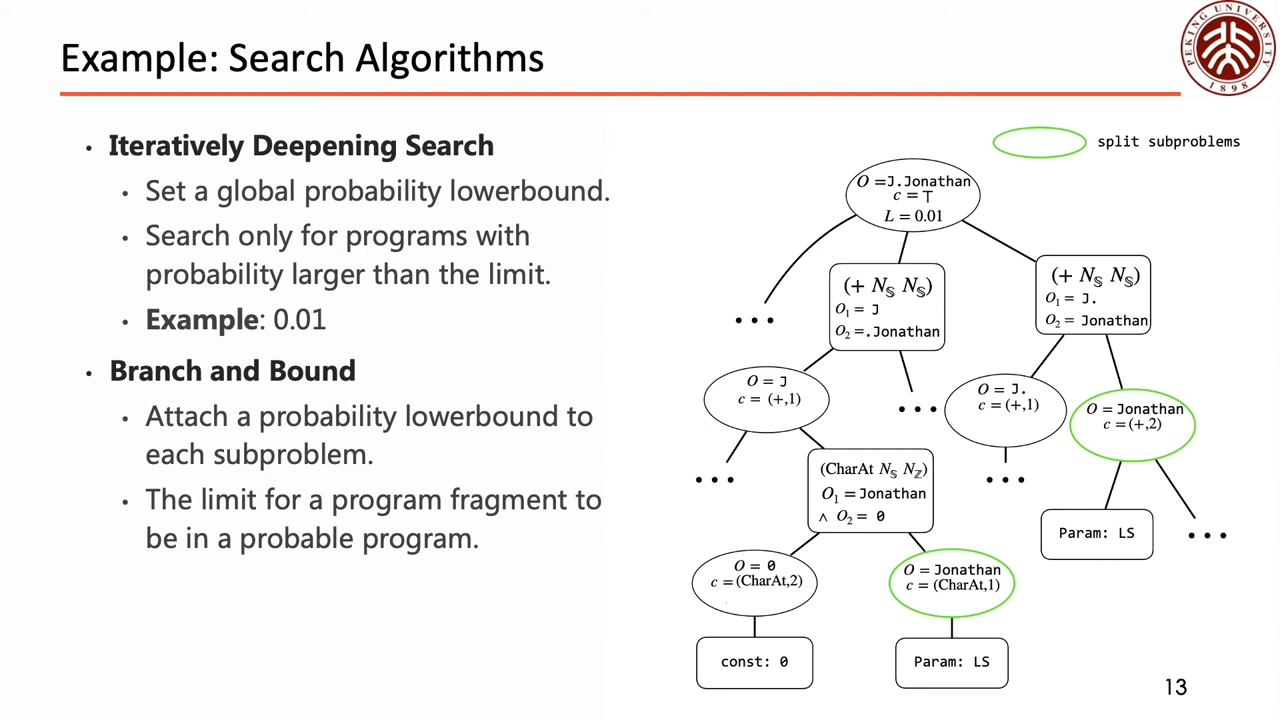 Example: Search Algorithms
PEKING UNIVERSITY
1898
• Iteratively Deepening Search
• Set a global probability lowerbound.
• Search only for programs with
probability larger than the limit.
• Example: 0.01
• Branch and Bound
• Attach a probability lowerbound to
each subproblem.
• The limit for a program fragment to
be in a probable program.
split subproblems
O =J.Jonathan
c = ⊤
L = 0.01
...
(+ N𝕊 N𝕊)
O₁ = J
O₂ =.Jonathan
(+ N𝕊 N𝕊)
O₁ = J.
O₂ = Jonathan
O = J
c = (+,1)
...
O = J.
c = (+,1)
O = Jonathan
c = (+,2)
...
(CharAt N𝕊 Nℤ)
O₁ = Jonathan
∧ O₂ = 0
...
Param: LS
...
O = 0
c = (CharAt,2)
O = Jonathan
c = (CharAt,1)
const: 0
Param: LS
13